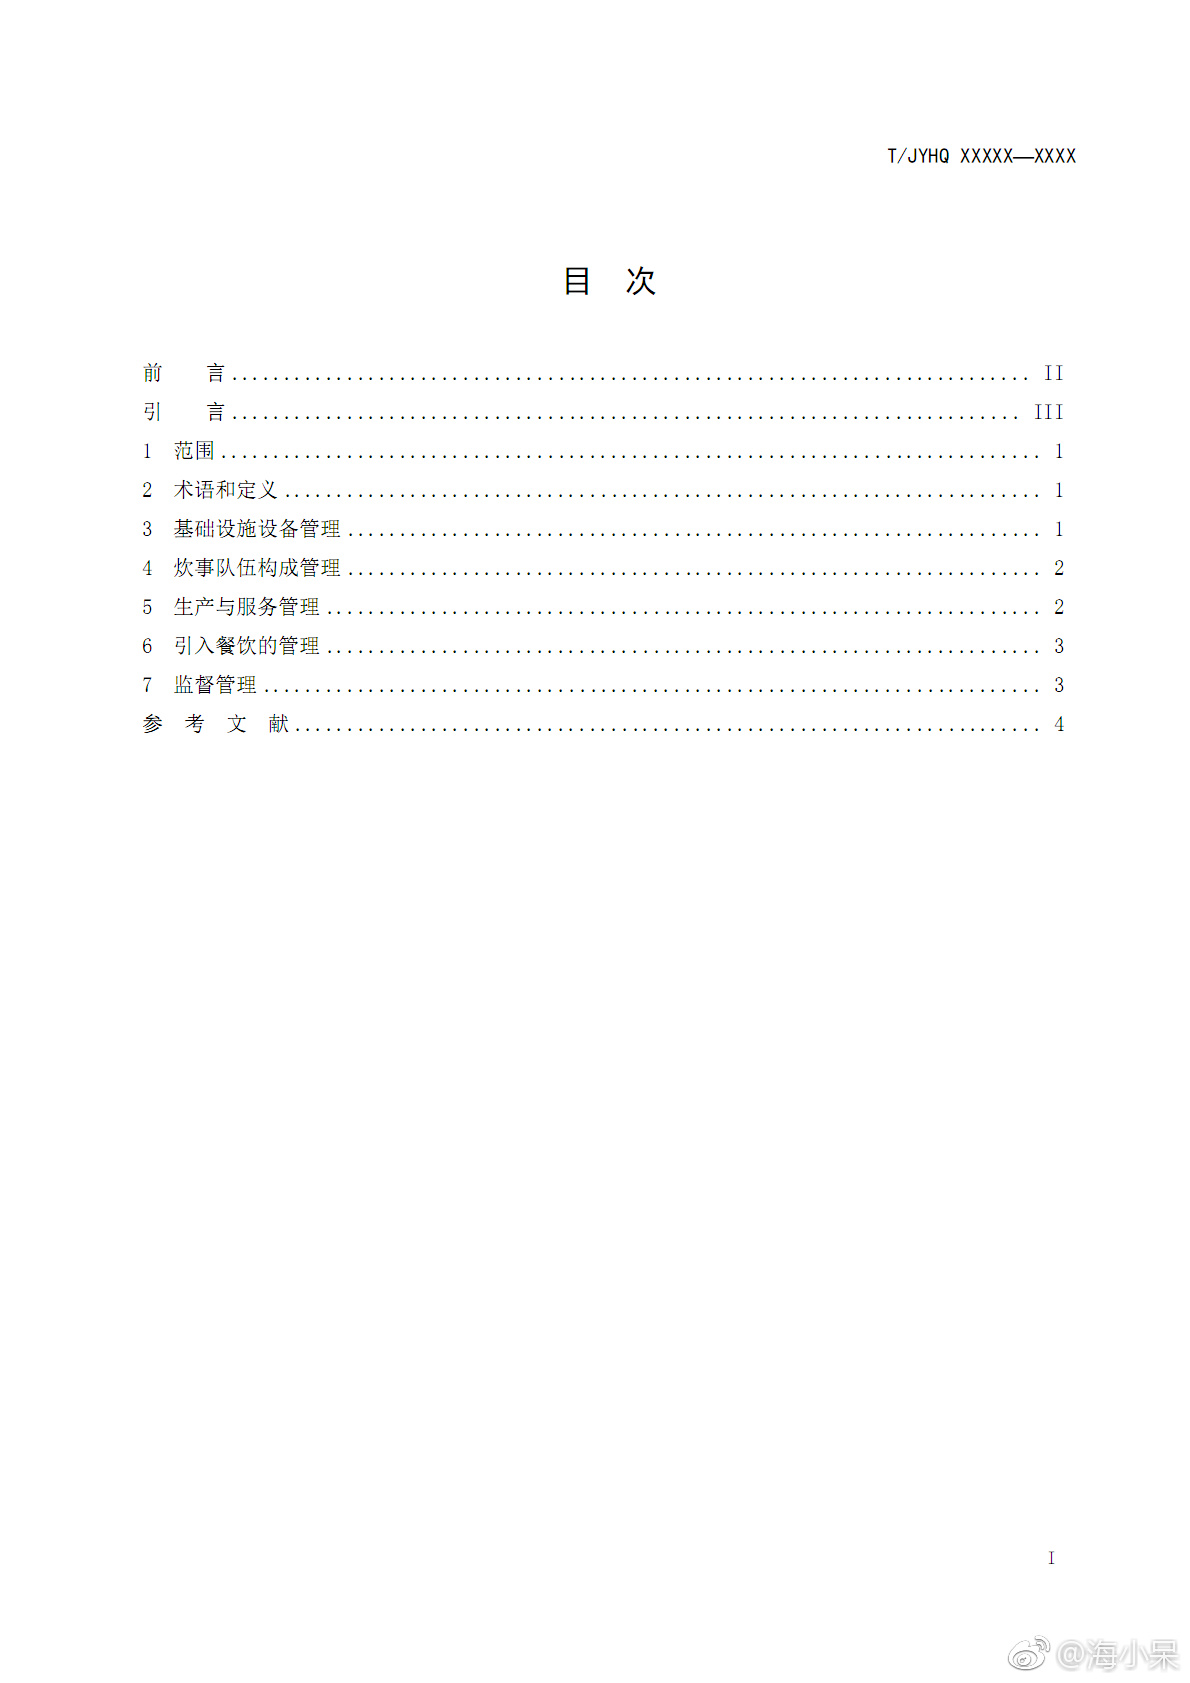 T/JYHQ XXXXX—XXXX
目 次
前 言................................................................ II
引 言................................................................ III
1 范围................................................................ 1
2 术语和定义................................................................ 1
3 基础设施设备管理................................................................ 1
4 炊事队伍构成管理................................................................ 2
5 生产与服务管理................................................................ 2
6 引入餐饮的管理................................................................ 3
7 监督管理................................................................ 3
参 考 文 献................................................................ 4
I
@海小呆